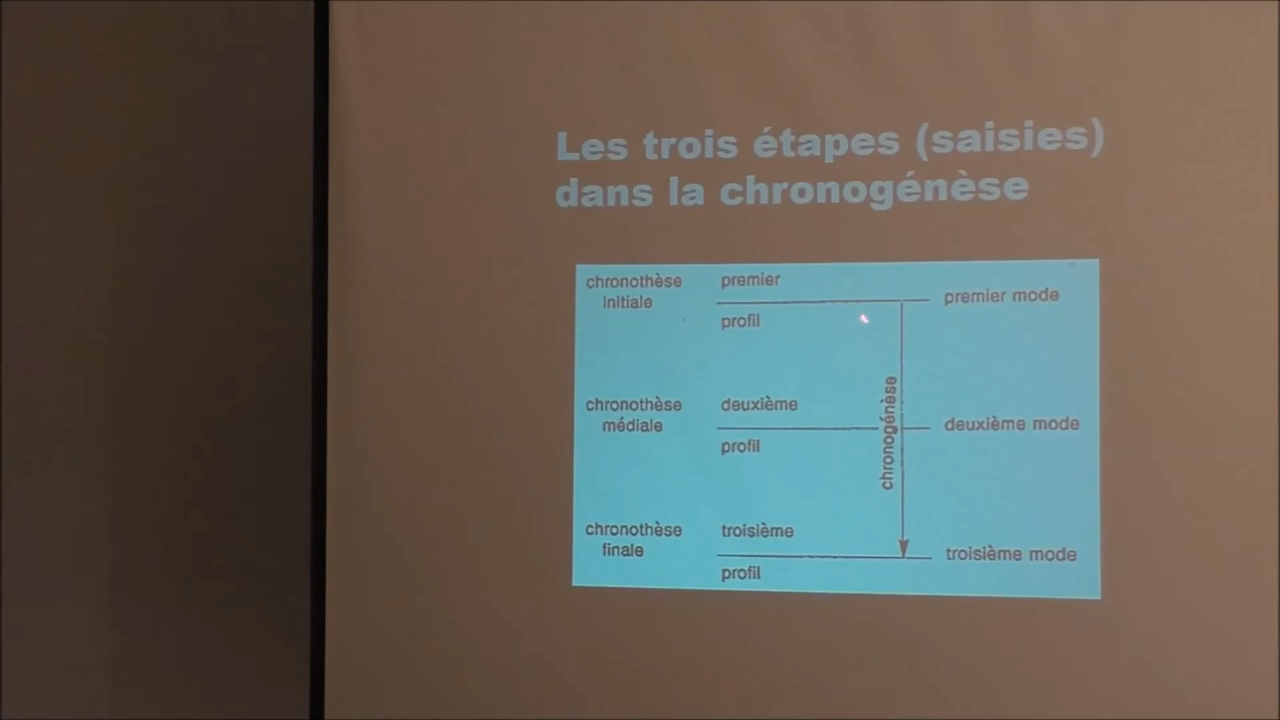 Les trois étapes (saisies)
dans la chronogénèse
chronothèse
initiale
premier
profil
premier mode
chronothèse
médiale
deuxième
profil
deuxième mode
chronogénèse
chronothèse
finale
troisième
profil
troisième mode